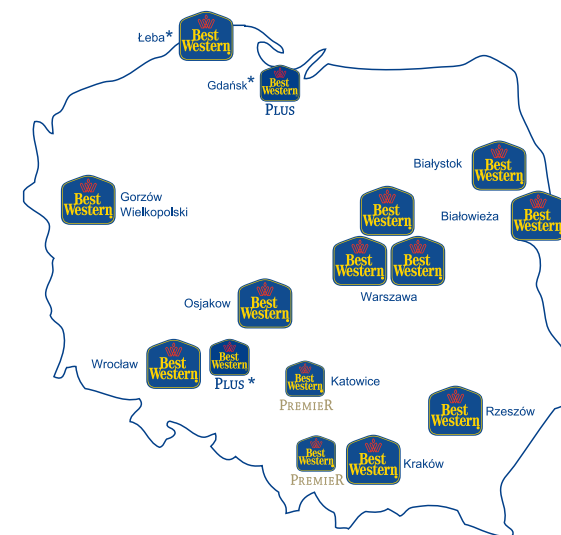 Łeba*
Best
Western
Gdańsk*
Best
Western
PLUS
Białystok
Best
Western
Best
Western
Gorzów
Wielkopolski
Best
Western
Białowieża
Best
Western
Best
Western
Best
Western
Warszawa
Osjakow
Best
Western
Wrocław
Best
Western
Best
Western
PLUS *
Best
Western
Katowice
PREMIER
Best
Western
Rzeszów
Best
Western
PREMIER
Best
Western
Kraków